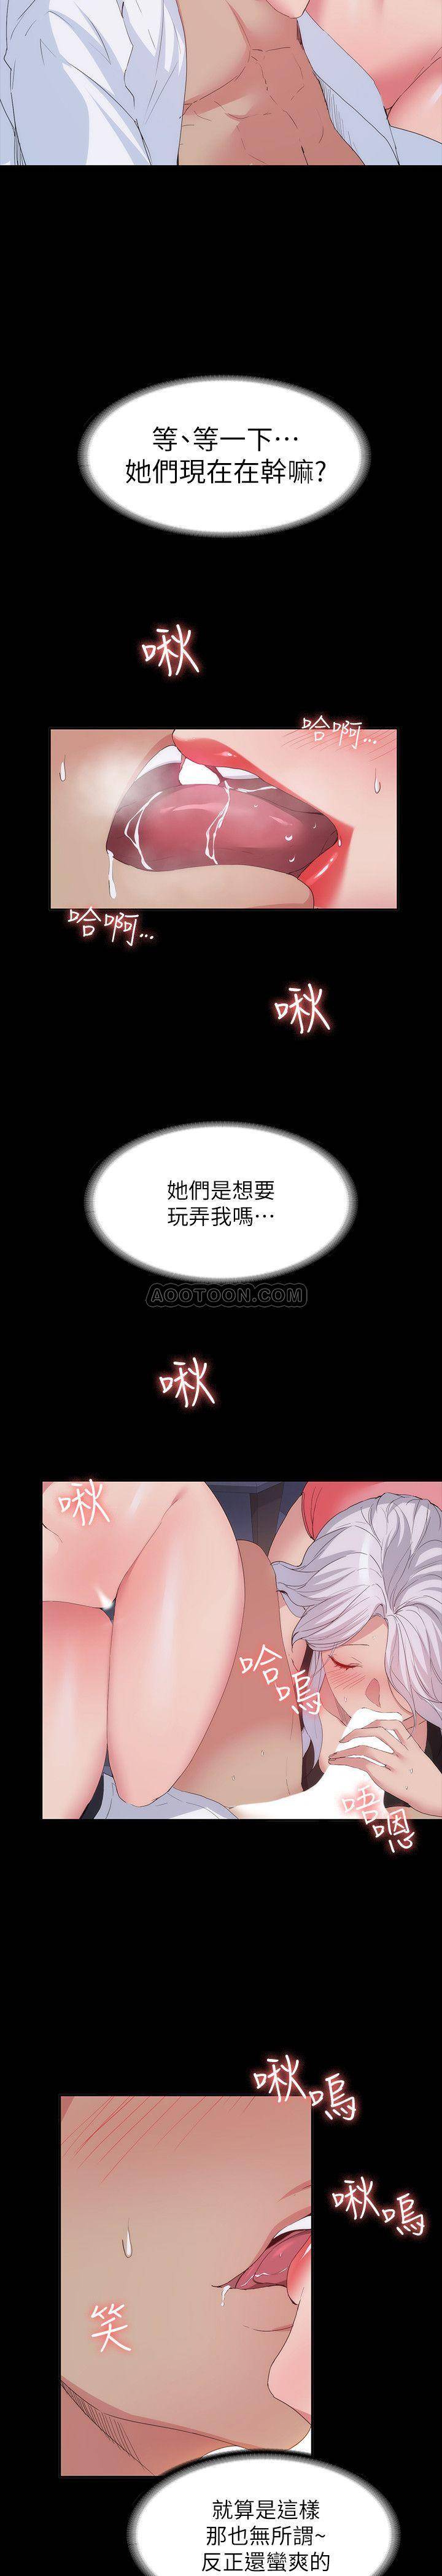 等、等一下…
她們現在在幹嘛?
啾
哈啊...
哈啊...
啾
她們是想要
玩弄我嗎…
AOOTOON.COM
啾
啾
哈
嗚
唔
嗯
啾
嗚
啾
嗚
笑
就算是這樣
那也無所謂~
反正還蠻爽的